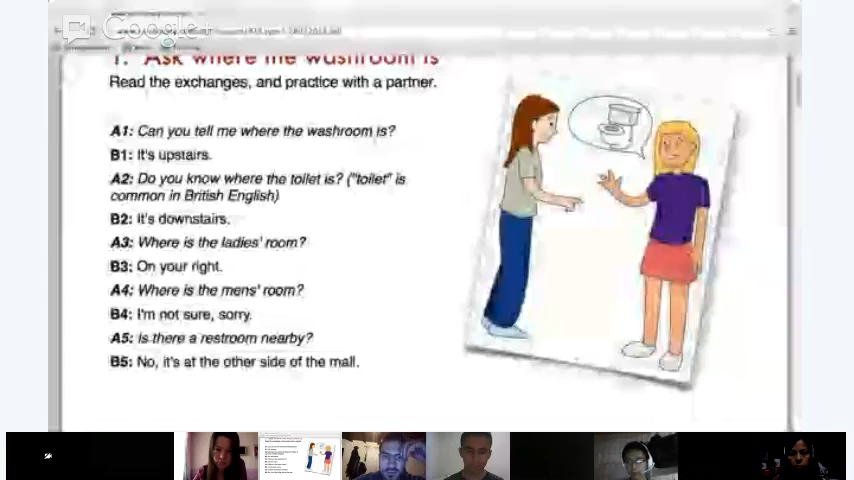 Google+
1. Ask where the washroom is
Read the exchanges, and practice with a partner.
A1: Can you tell me where the washroom is?
B1: It's upstairs.
A2: Do you know where the toilet is? ("toilet" is
common in British English)
B2: It's downstairs.
A3: Where is the ladies' room?
B3: On your right.
A4: Where is the mens' room?
B4: I'm not sure, sorry.
A5: Is there a restroom nearby?
B5: No, it's at the other side of the mall.